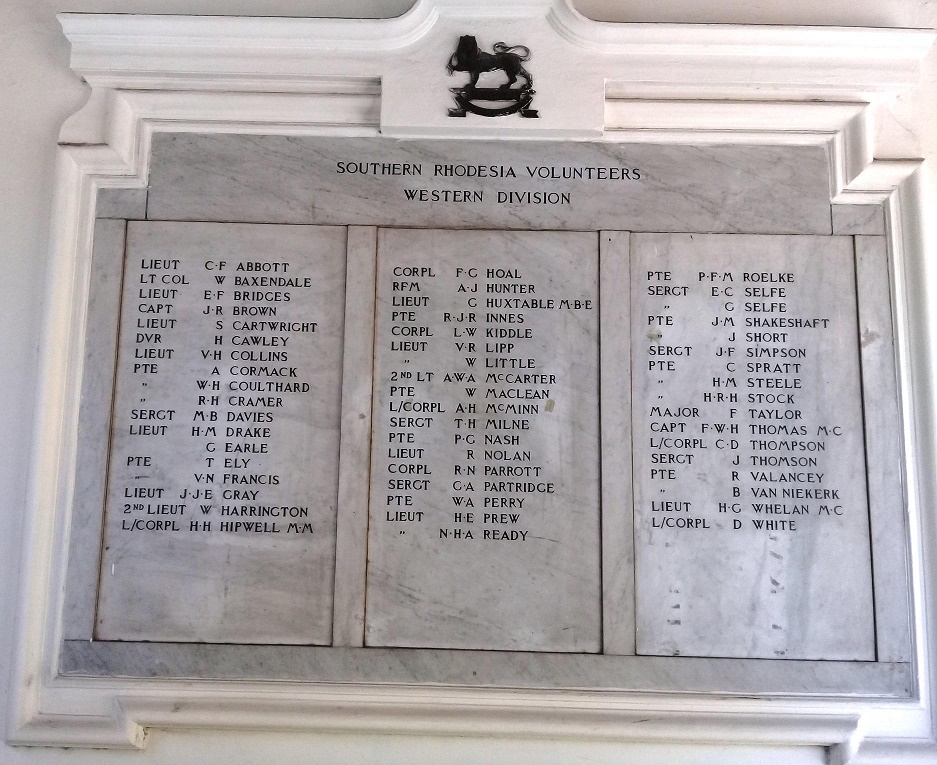 SOUTHERN RHODESIA VOLUNTEERS
WESTERN DIVISION
LIEUT C·F ABBOTT
LT COL W BAXENDALE
LIEUT E·F BRIDGES
CAPT J·R BROWN
LIEUT S CARTWRIGHT
DVR H CAWLEY
LIEUT V·H COLLINS
PTE A CORMACK
" W·H COULTHARD
" R·H CRAMER
SERGT M·B DAVIES
LIEUT H·M DRAKE
G EARLE
PTE T ELY
" V·N FRANCIS
LIEUT J·J·E GRAY
2ND LIEUT W HARRINGTON
L/CORPL H·H HIPWELL M·M
CORPL F·G HOAL
RFM A·J HUNTER
LIEUT G HUXTABLE M·B·E
PTE R·J·R INNES
CORPL L·W KIDDLE
LIEUT V·R LIPP
" W LITTLE
2ND LT A·W·A McCARTER
PTE W MACLEAN
L/CORPL A·H McMINN
SERGT T·H MILNE
PTE P·G NASH
LIEUT R NOLAN
CORPL R·N PARROTT
SERGT G·A PARTRIDGE
PTE W·A PERRY
LIEUT H·E PREW
" N·H·A READY
PTE P·F·M ROELKE
SERGT E·C SELFE
" G SELFE
PTE J·M SHAKESHAFT
" J SHORT
SERGT J·F SIMPSON
PTE C SPRATT
" H·M STEELE
" H·R·H STOCK
MAJOR F TAYLOR
CAPT F·W·H THOMAS M·C
L/CORPL C·D THOMPSON
SERGT J THOMSON
PTE R VALANCEY
" B VAN NIEKERK
LIEUT H·G WHELAN M·C
L/CORPL D WHITE